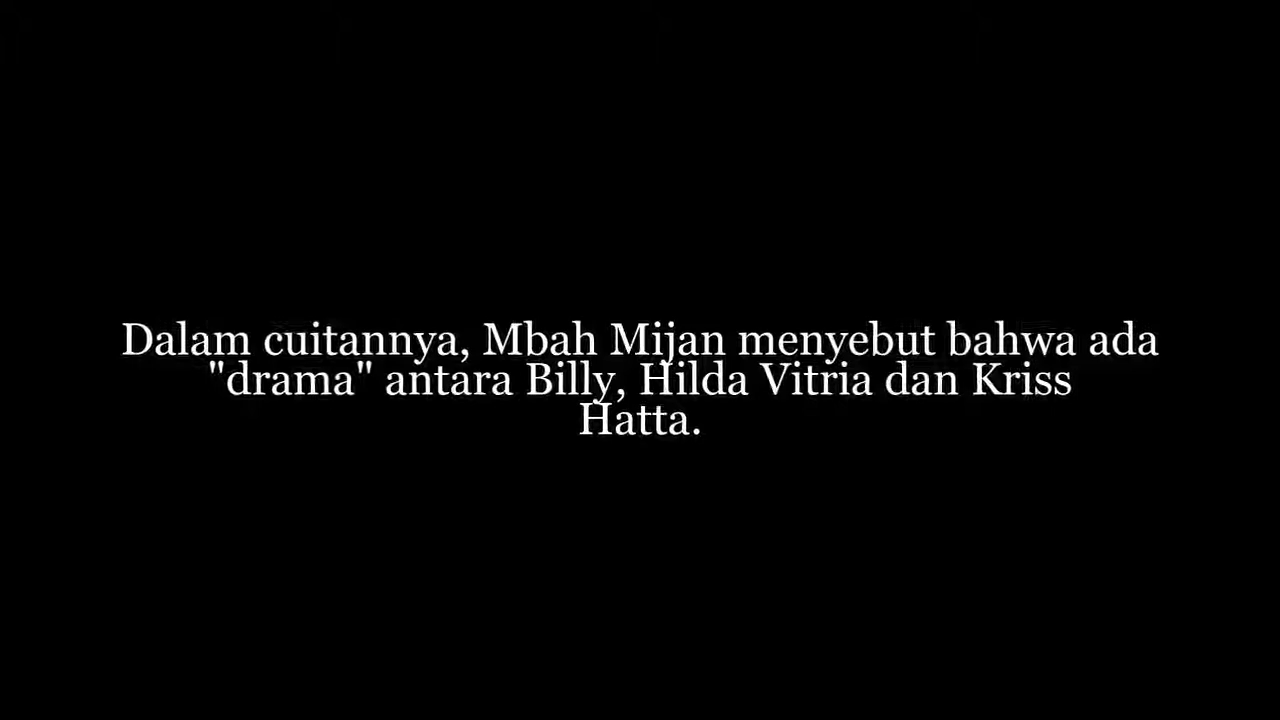 Dalam cuitannya, Mbah Mijan menyebut bahwa ada
"drama" antara Billy, Hilda Vitria dan Kriss
Hatta.